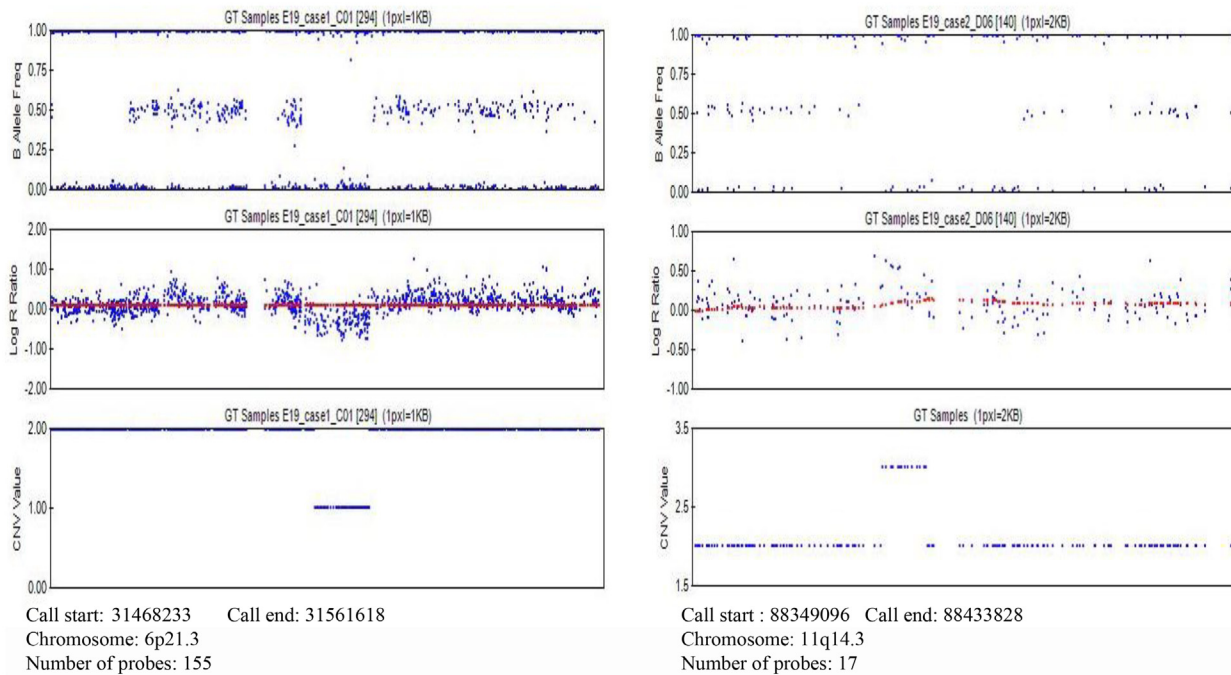 GT Samples E19_case1_C01 [294] (1pxl=1KB)
1.00
0.75
0.50
0.25
0.00
B Allele Freq
GT Samples E19_case1_C01 [294] (1pxl=1KB)
2.00
1.00
0.00
-1.00
-2.00
Log R Ratio
GT Samples E19_case1_C01 [294] (1pxl=1KB)
2.00
1.00
0.00
CNV Value
Call start: 31468233 Call end: 31561618
Chromosome: 6p21.3
Number of probes: 155
GT Samples E19_case2_D06 [140] (1pxl=2KB)
1.00
0.75
0.50
0.25
0.00
B Allele Freq
GT Samples E19_case2_D06 [140] (1pxl=2KB)
1.00
0.50
0.00
-0.50
-1.00
Log R Ratio
GT Samples (1pxl=2KB)
3.5
2.5
1.5
CNV Value
Call start : 88349096 Call end: 88433828
Chromosome: 11q14.3
Number of probes: 17